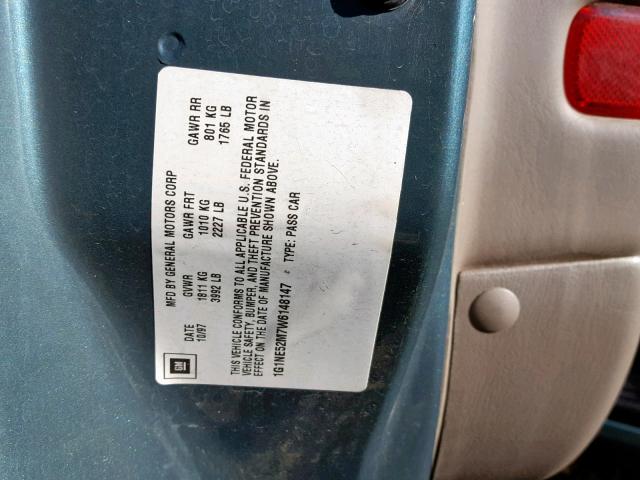 GM
MFD BY GENERAL MOTORS CORP
DATE GVWR GAWR FRT GAWR RR
10/97 1811 KG 1010 KG 801 KG
3992 LB 2227 LB 1765 LB
THIS VEHICLE CONFORMS TO ALL APPLICABLE U.S. FEDERAL MOTOR
VEHICLE SAFETY, BUMPER, AND THEFT PREVENTION STANDARDS IN
EFFECT ON THE DATE OF MANUFACTURE SHOWN ABOVE.
1G1NE52M7W6148147 TYPE: PASS CAR